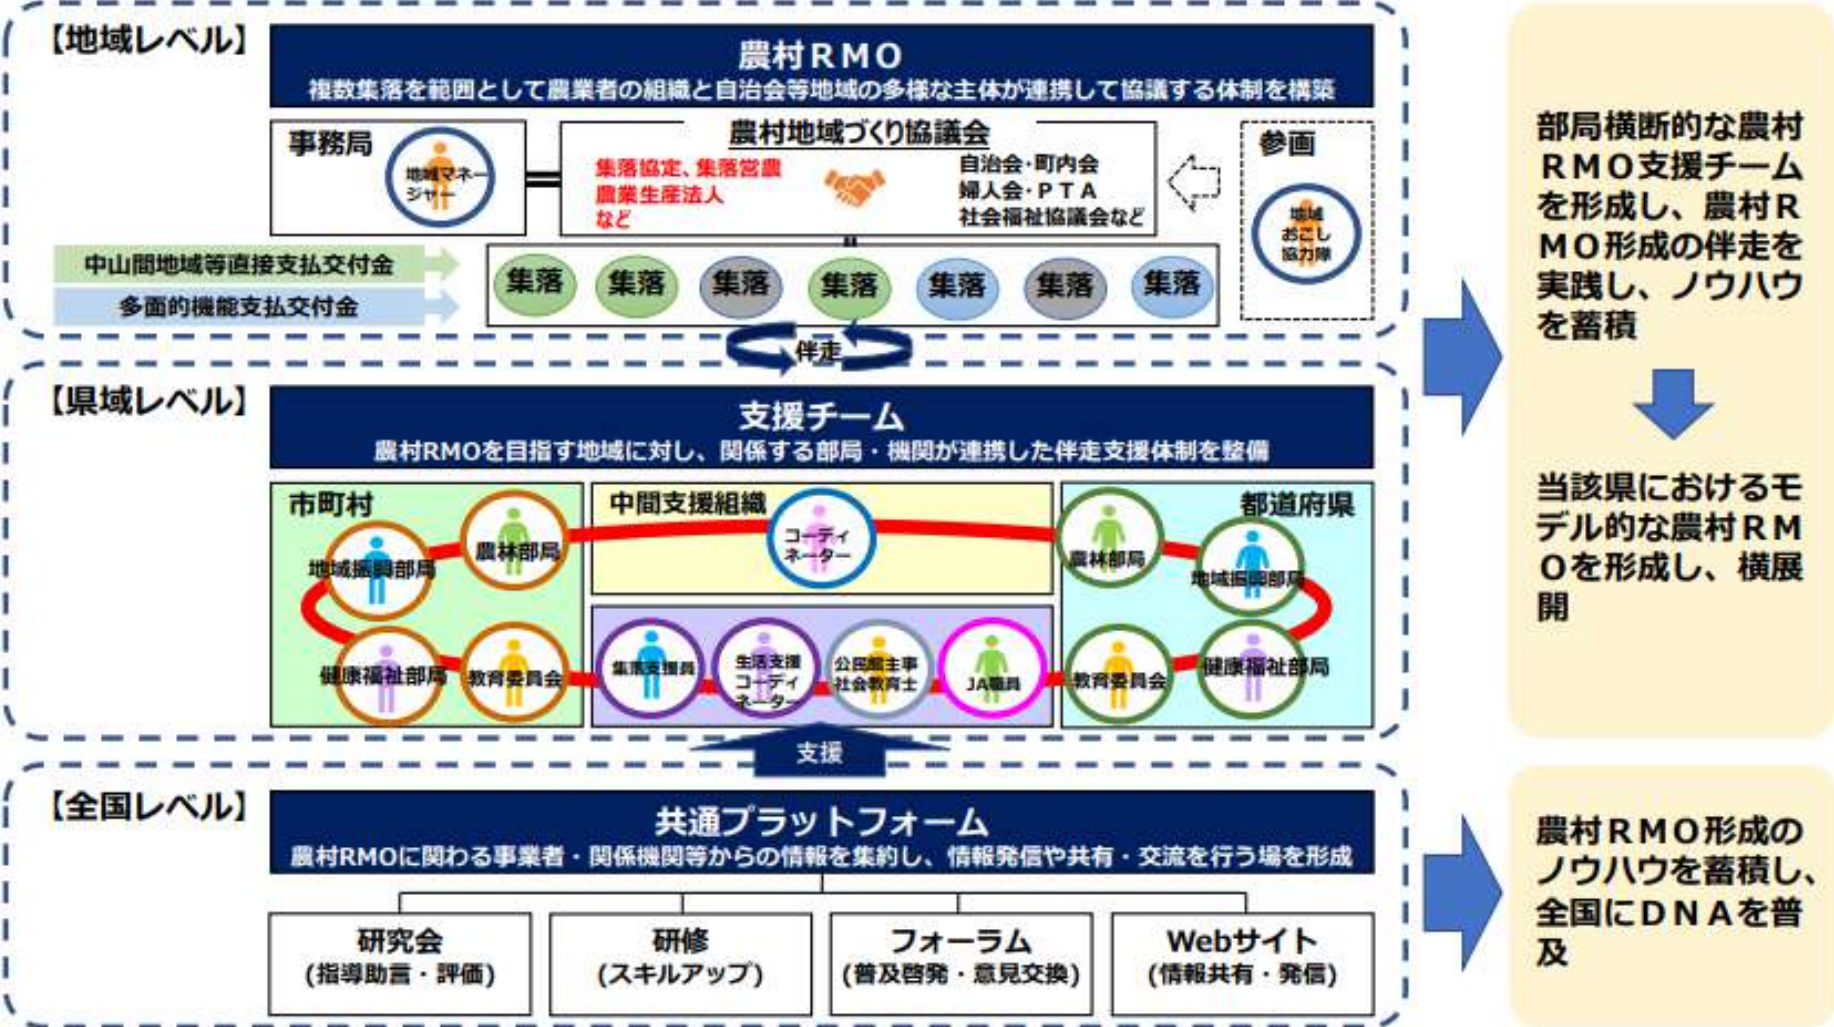 【地域レベル】
農村RMO
複数集落を範囲として農業者の組織と自治会等地域の多様な主体が連携して協議する体制を構築
事務局
地域マネー
ジャー
農村地域づくり協議会
集落協定、集落営農
農業生産法人
など
自治会・町内会
婦人会・PTA
社会福祉協議会など
参画
地域
おこし
協力隊
中山間地域等直接支払交付金
多面的機能支払交付金
集落
集落
集落
集落
集落
集落
集落
伴走
【県域レベル】
支援チーム
農村RMOを目指す地域に対し、関係する部局・機関が連携した伴走支援体制を整備
市町村
地域振興部局
農林部局
健康福祉部局
教育委員会
中間支援組織
コーディ
ネーター
集落支援員
生活支援
コーディ
ネーター
公民館主事
社会教育士
JA職員
都道府県
農林部局
地域振興部局
教育委員会
健康福祉部局
支援
【全国レベル】
共通プラットフォーム
農村RMOに関わる事業者・関係機関等からの情報を集約し、情報発信や共有・交流を行う場を形成
研究会
(指導助言・評価)
研修
(スキルアップ)
フォーラム
(普及啓発・意見交換)
Webサイト
(情報共有・発信)
部局横断的な農村
RMO支援チーム
を形成し、農村R
MO形成の伴走を
実践し、ノウハウ
を蓄積
当該県におけるモ
デル的な農村RM
Oを形成し、横展
開
農村RMO形成の
ノウハウを蓄積し、
全国にDNAを普
及